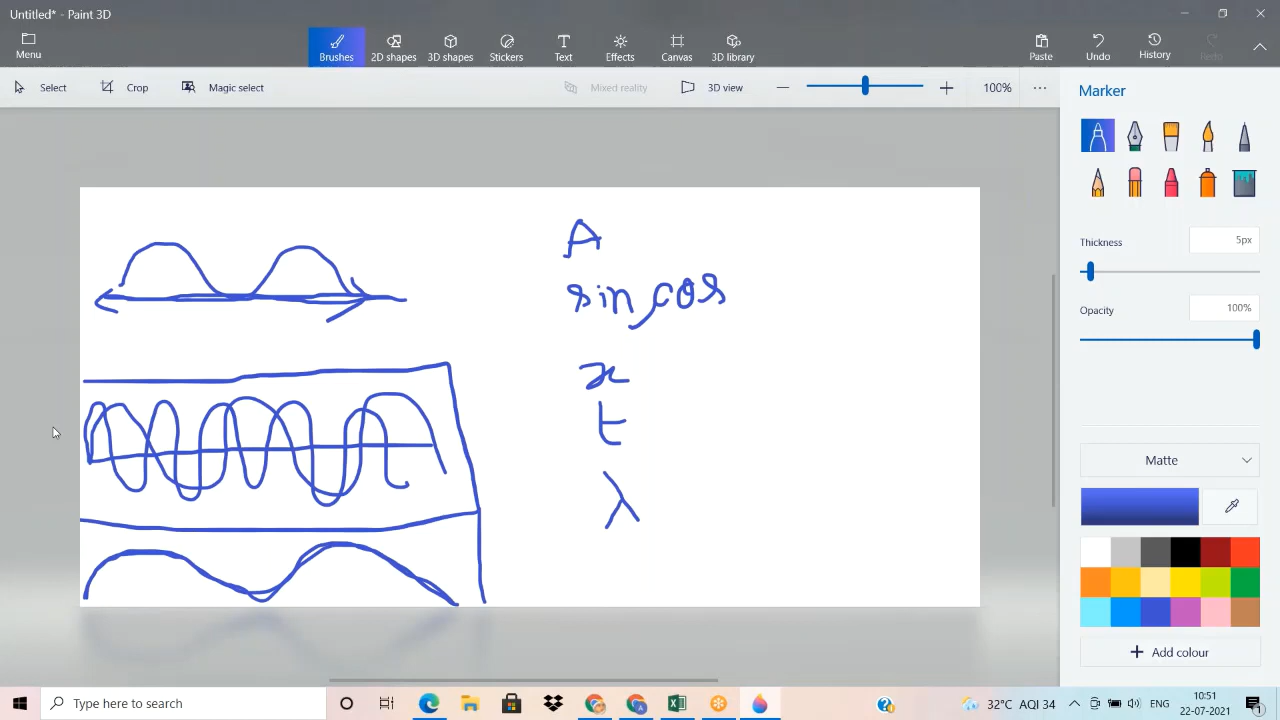 Untitled* - Paint 3D
Menu
Brushes
2D shapes
3D shapes
Stickers
Text
Effects
Canvas
3D library
Paste
Undo
History
Redo
Select
Crop
Magic select
Mixed reality
3D view
100%
Marker
Thickness
5px
Opacity
100%
Matte
Add colour
A
sin, cos
x
t
λ
Type here to search
32°C AQI 34
10:51
22-07-2021
1